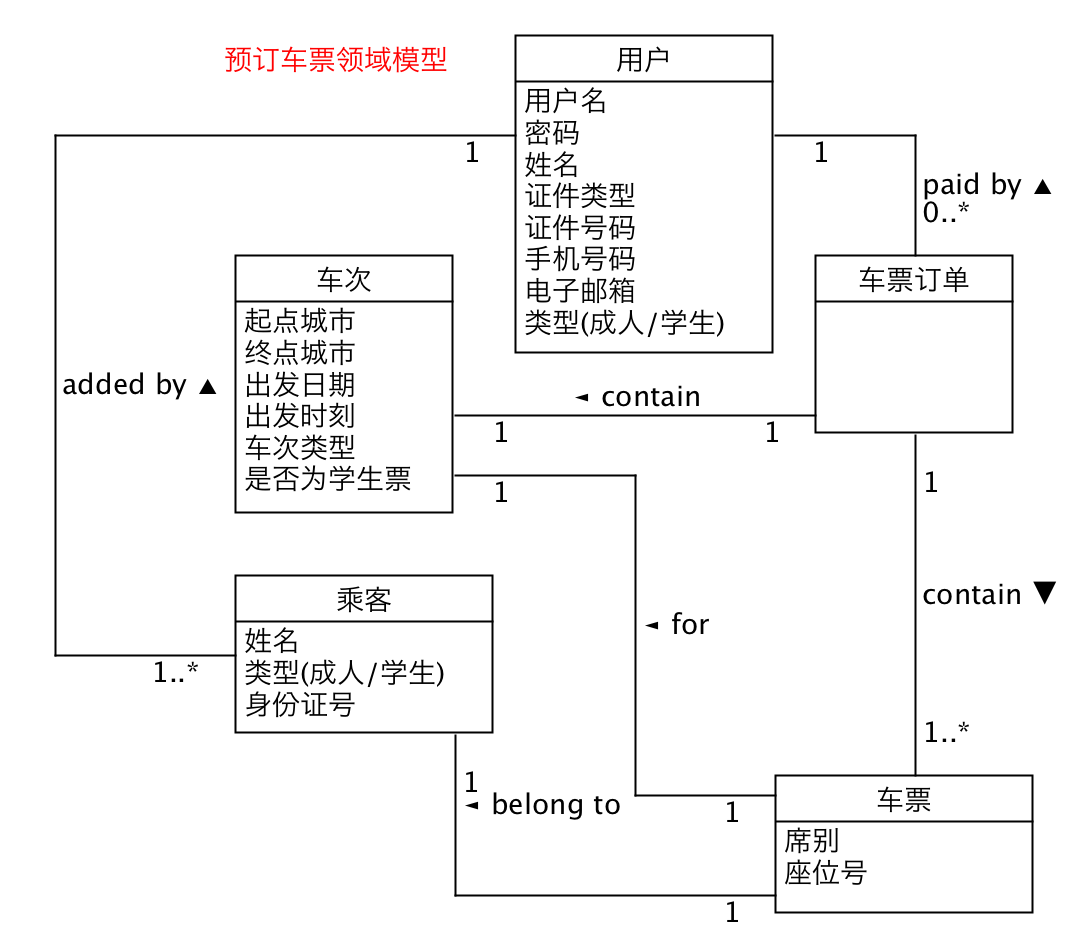 预订车票领域模型
用户
用户名
密码
姓名
证件类型
证件号码
手机号码
电子邮箱
类型(成人/学生)
1
1
paid by ▲
0..*
车次
起点城市
终点城市
出发日期
出发时刻
车次类型
是否为学生票
车票订单
added by ▲
◄ contain
1
1
1
1
乘客
姓名
类型(成人/学生)
身份证号
contain ▼
◄ for
1..*
1..*
1
◄ belong to
车票
席别
座位号
1
1